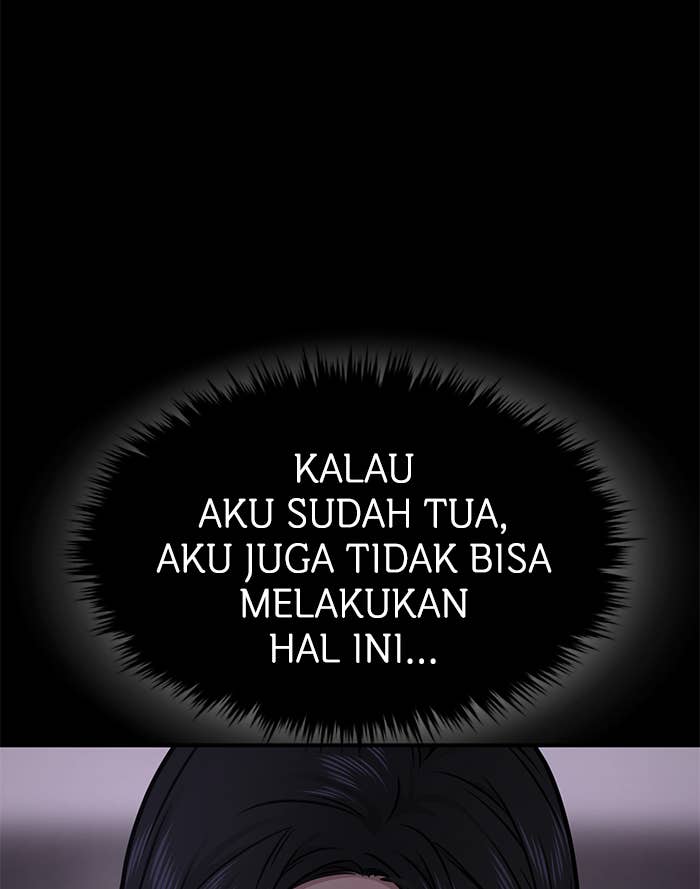 KALAU
AKU SUDAH TUA,
AKU JUGA TIDAK BISA
MELAKUKAN
HAL INI...